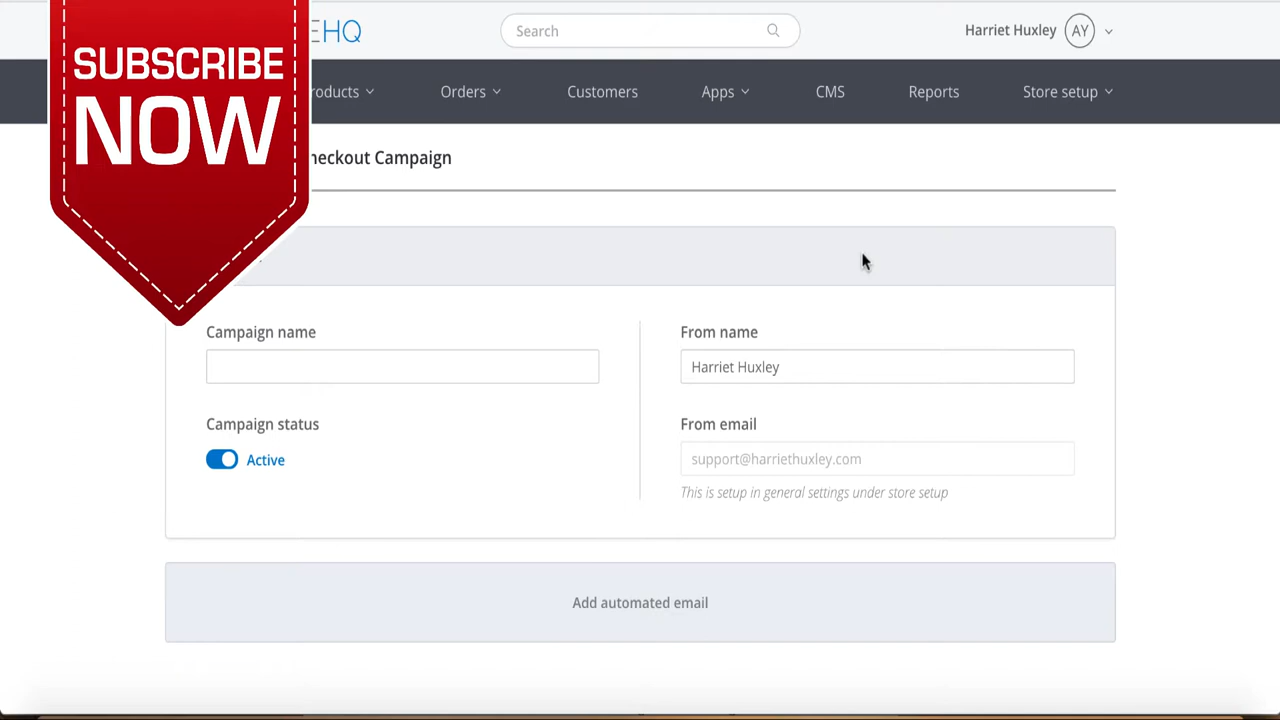 SUBSCRIBE
NOW
EHQ
Search
Harriet Huxley AY
roducts Orders Customers Apps CMS Reports Store setup
heckout Campaign
Campaign name
From name
Harriet Huxley
Campaign status
From email
Active
support@harriethuxley.com
This is setup in general settings under store setup
Add automated email